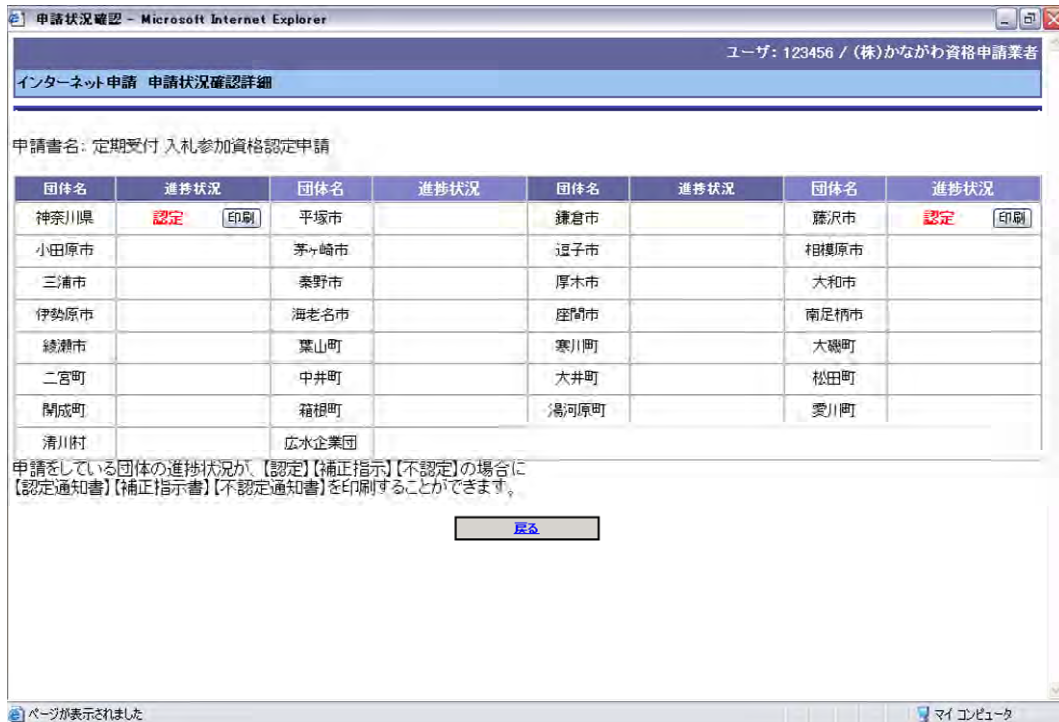 申請状況確認 - Microsoft Internet Explorer
ユーザ: 123456 / (株)かながわ資格申請業者
インターネット申請 申請状況確認詳細
申請書名: 定期受付 入札参加資格認定申請
団体名 進捗状況 団体名 進捗状況 団体名 進捗状況 団体名 進捗状況
神奈川県 認定 印刷 平塚市 鎌倉市 藤沢市 認定 印刷
小田原市 茅ヶ崎市 逗子市 相模原市
三浦市 秦野市 厚木市 大和市
伊勢原市 海老名市 座間市 南足柄市
綾瀬市 葉山町 寒川町 大磯町
二宮町 中井町 大井町 松田町
開成町 箱根町 湯河原町 愛川町
清川村 広水企業団
申請をしている団体の進捗状況が、【認定】【補正指示】【不認定】の場合に
【認定通知書】【補正指示書】【不認定通知書】を印刷することができます。
戻る
ページが表示されました マイ コンピュータ